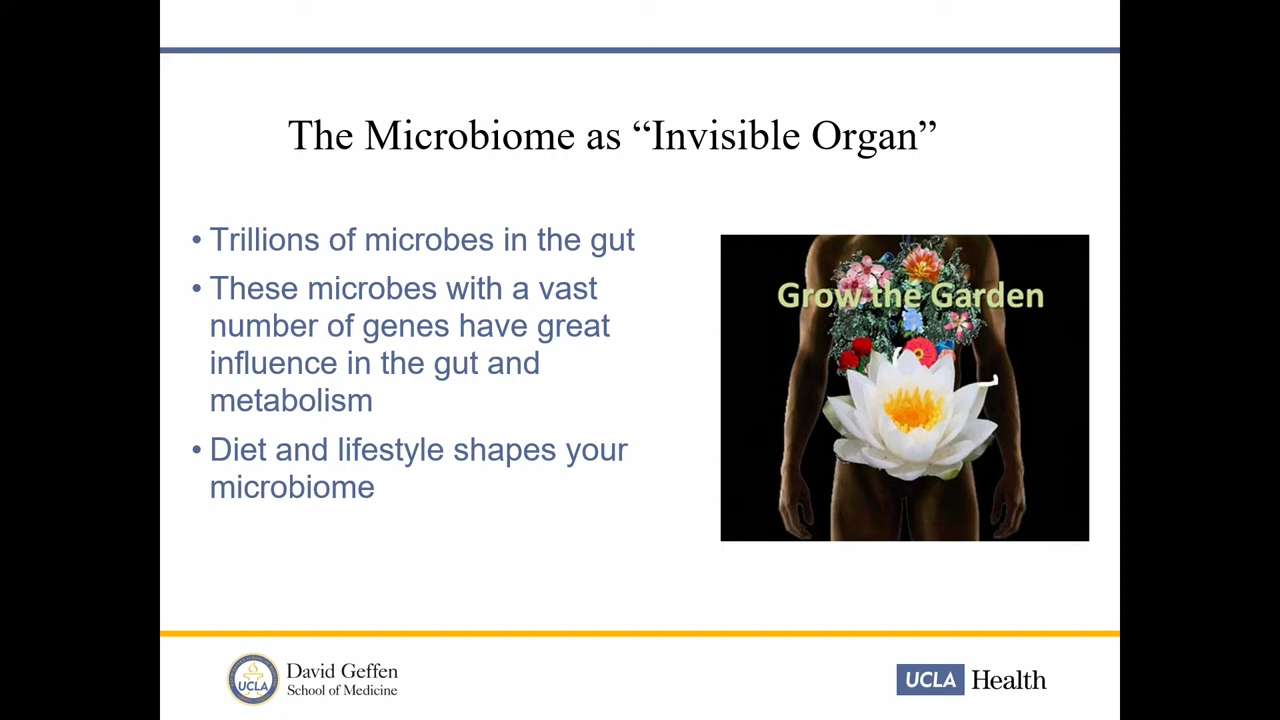 The Microbiome as “Invisible Organ”
• Trillions of microbes in the gut
• These microbes with a vast
number of genes have great
influence in the gut and
metabolism
• Diet and lifestyle shapes your
microbiome
Grow the Garden
UCLA
David Geffen
School of Medicine
UCLA Health